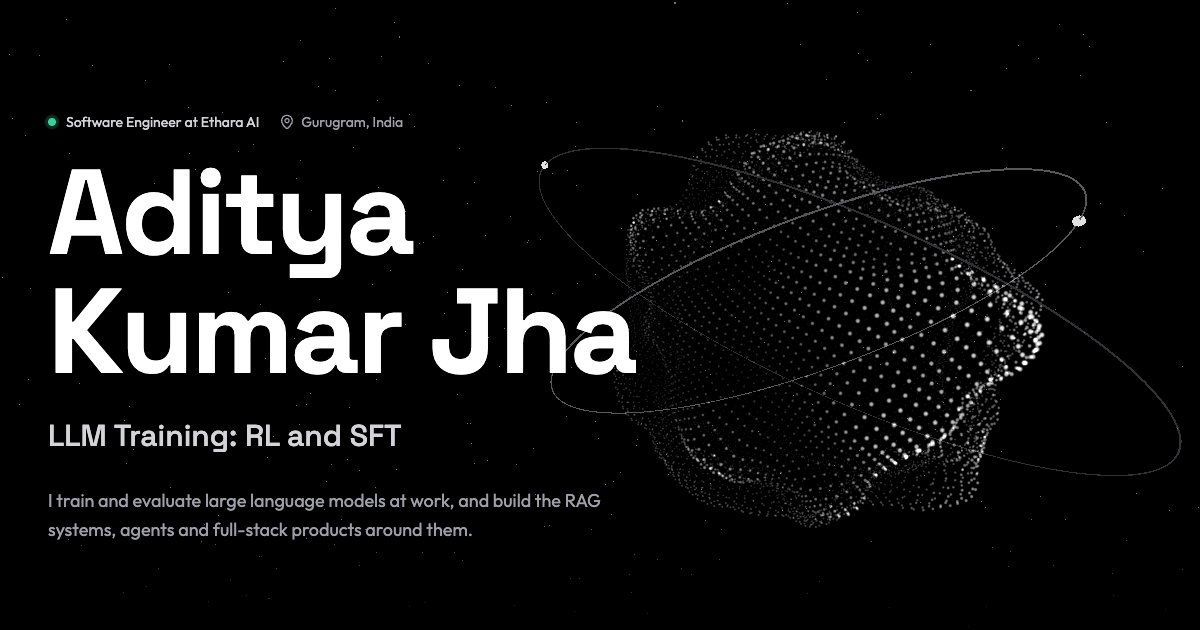 Software Engineer at Ethara AI Gurugram, India
Aditya
Kumar Jha
LLM Training: RL and SFT
I train and evaluate large language models at work, and build the RAG
systems, agents and full-stack products around them.